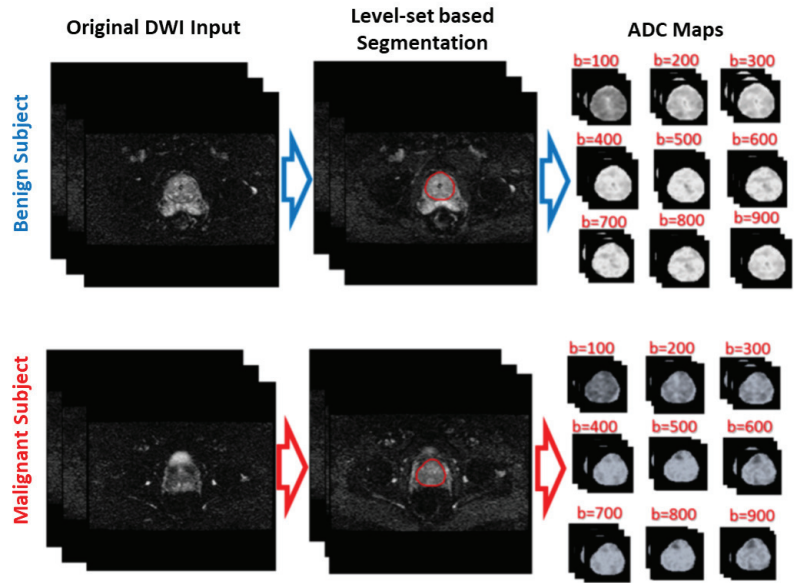 Original DWI Input
Level-set based
Segmentation
ADC Maps
Benign Subject
b=100 b=200 b=300
b=400 b=500 b=600
b=700 b=800 b=900
Malignant Subject
b=100 b=200 b=300
b=400 b=500 b=600
b=700 b=800 b=900